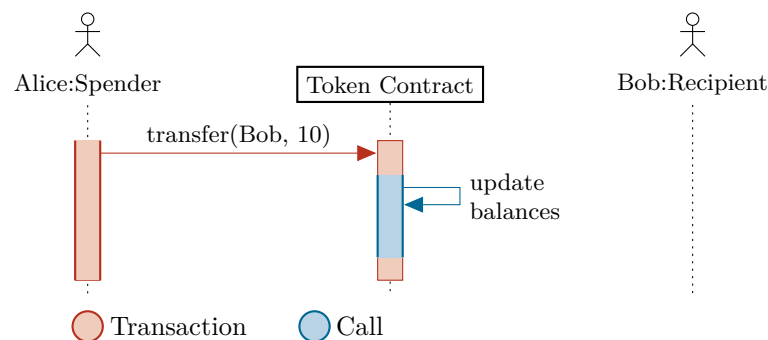 Alice:Spender
Token Contract
Bob:Recipient
transfer(Bob, 10)
update
balances
Transaction
Call